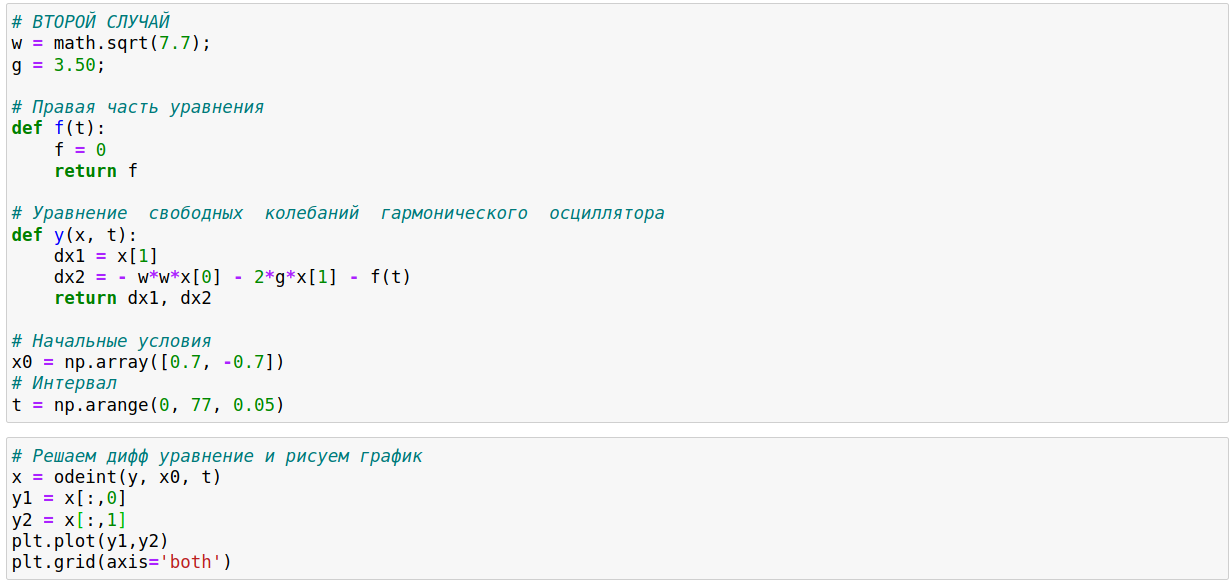 # ВТОРОЙ СЛУЧАЙ
w = math.sqrt(7.7);
g = 3.50;
# Правая часть уравнения
def f(t):
    f = 0
    return f
# Уравнение  свободных  колебаний  гармонического  осциллятора
def y(x, t):
    dx1 = x[1]
    dx2 = - w*w*x[0] - 2*g*x[1] - f(t)
    return dx1, dx2
# Начальные условия
x0 = np.array([0.7, -0.7])
# Интервал
t = np.arange(0, 77, 0.05)
# Решаем дифф уравнение и рисуем график
x = odeint(y, x0, t)
y1 = x[:,0]
y2 = x[:,1]
plt.plot(y1,y2)
plt.grid(axis='both')